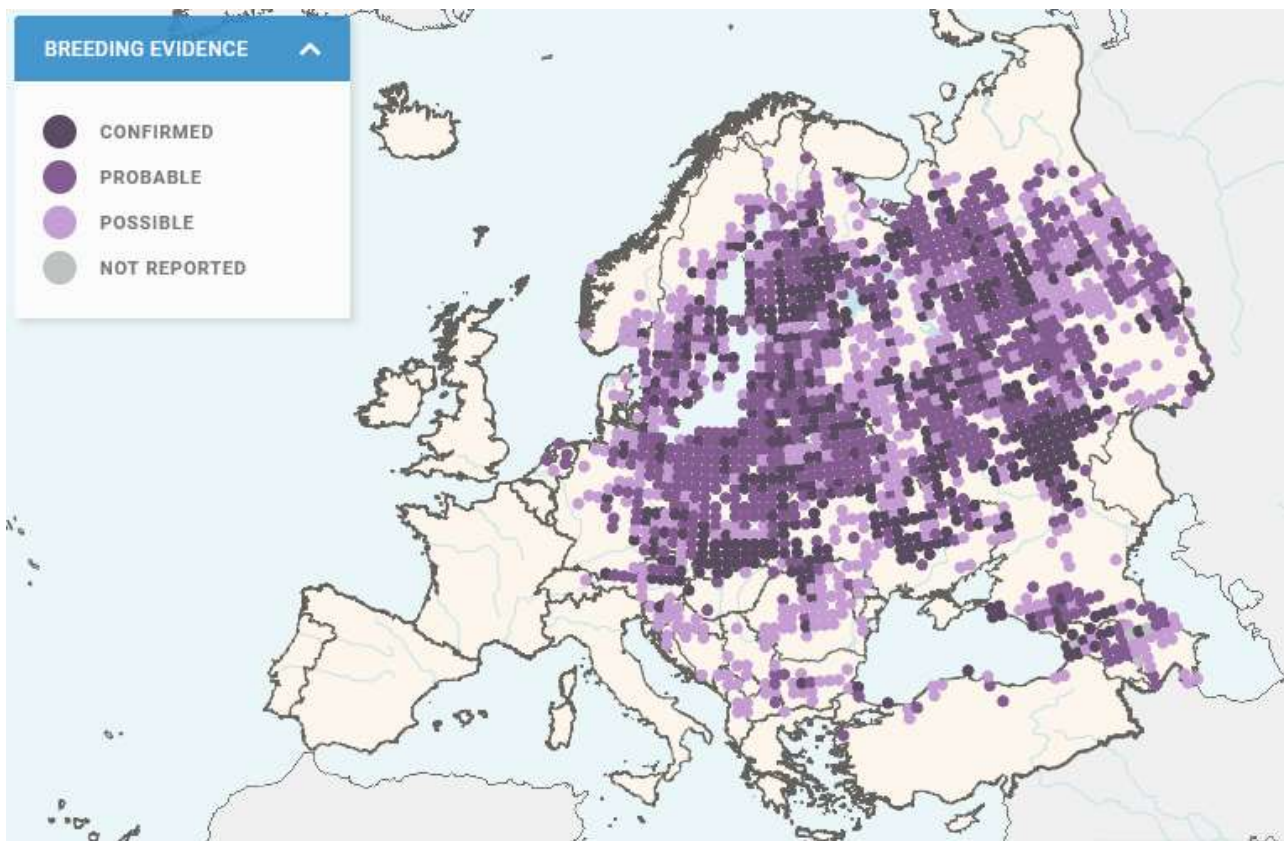 BREEDING EVIDENCE
CONFIRMED
PROBABLE
POSSIBLE
NOT REPORTED